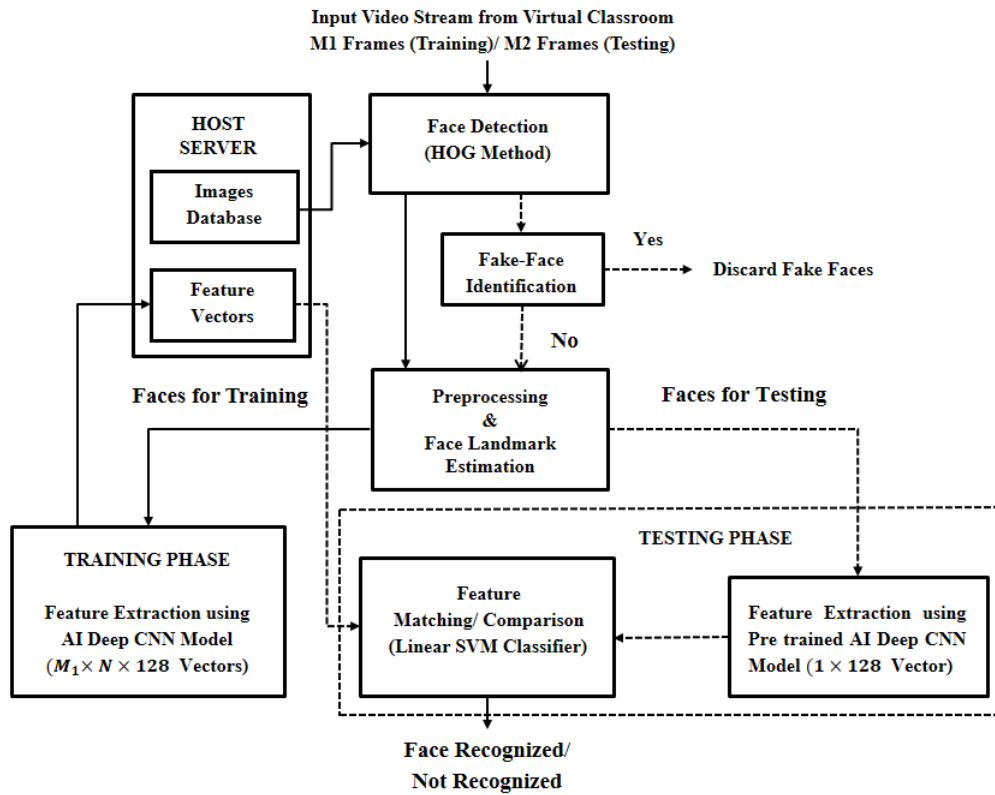 Input Video Stream from Virtual Classroom
M1 Frames (Training)/ M2 Frames (Testing)
HOST
SERVER
Images
Database
Feature
Vectors
Face Detection
(HOG Method)
Fake-Face
Identification
Yes
Discard Fake Faces
No
Faces for Training
Preprocessing
&
Face Landmark
Estimation
Faces for Testing
TRAINING PHASE
Feature Extraction using
AI Deep CNN Model
(M₁ × N × 128 Vectors)
TESTING PHASE
Feature
Matching/ Comparison
(Linear SVM Classifier)
Feature Extraction using
Pre trained AI Deep CNN
Model (1 × 128 Vector)
Face Recognized/
Not Recognized